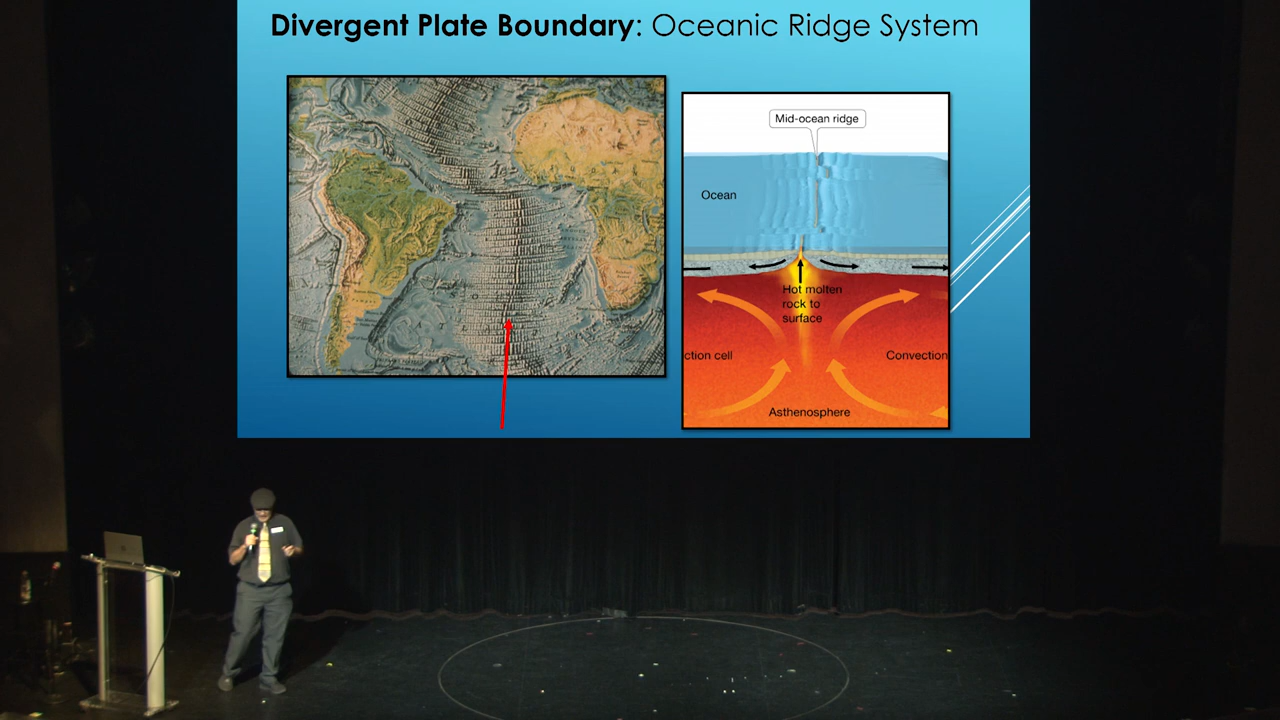 Divergent Plate Boundary: Oceanic Ridge System
Mid-ocean ridge
Ocean
Hot molten
rock to
surface
ction cell
Convection
Asthenosphere